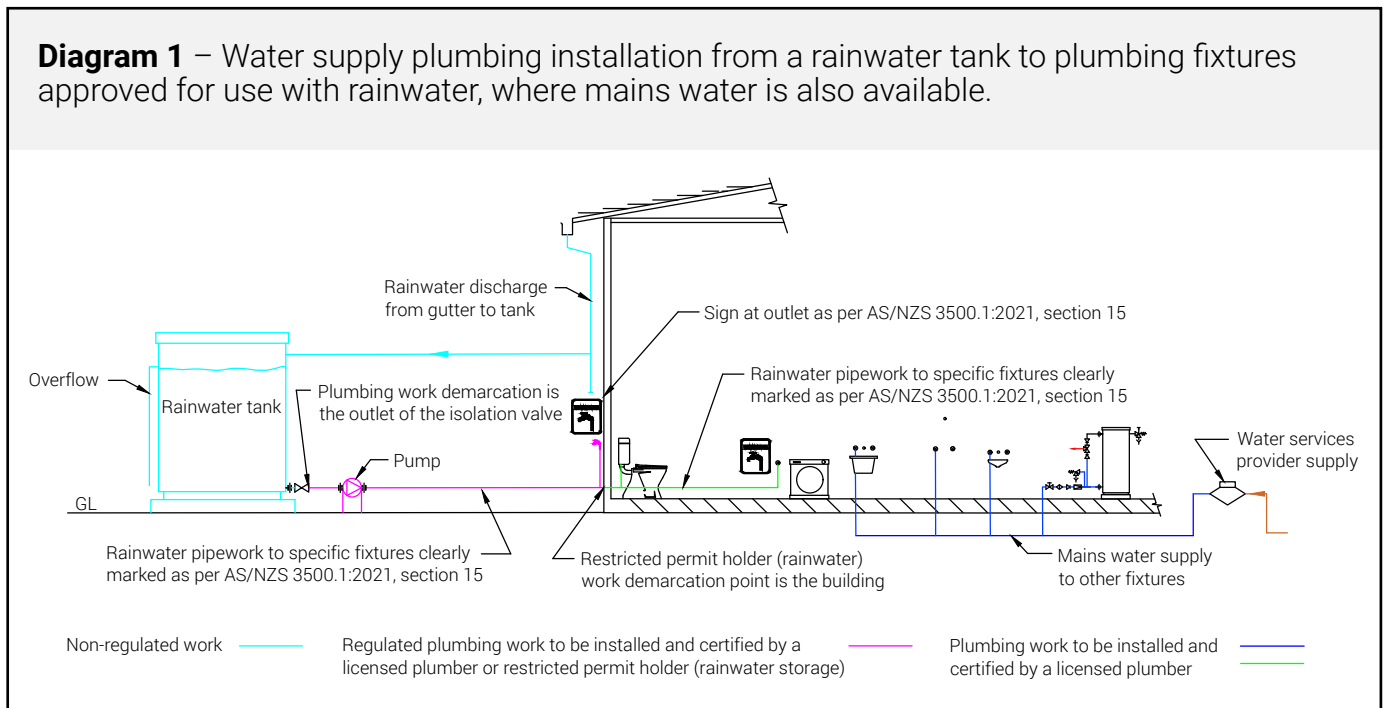 Diagram 1 – Water supply plumbing installation from a rainwater tank to plumbing fixtures
approved for use with rainwater, where mains water is also available.
Rainwater discharge
from gutter to tank
Sign at outlet as per AS/NZS 3500.1:2021, section 15
Overflow
Rainwater tank
Plumbing work demarcation is
the outlet of the isolation valve
Rainwater pipework to specific fixtures clearly
marked as per AS/NZS 3500.1:2021, section 15
Water services
provider supply
Pump
GL
Rainwater pipework to specific fixtures clearly
marked as per AS/NZS 3500.1:2021, section 15
Restricted permit holder (rainwater)
work demarcation point is the building
Mains water supply
to other fixtures
Non-regulated work
Regulated plumbing work to be installed and certified by a
licensed plumber or restricted permit holder (rainwater storage)
Plumbing work to be installed and
certified by a licensed plumber